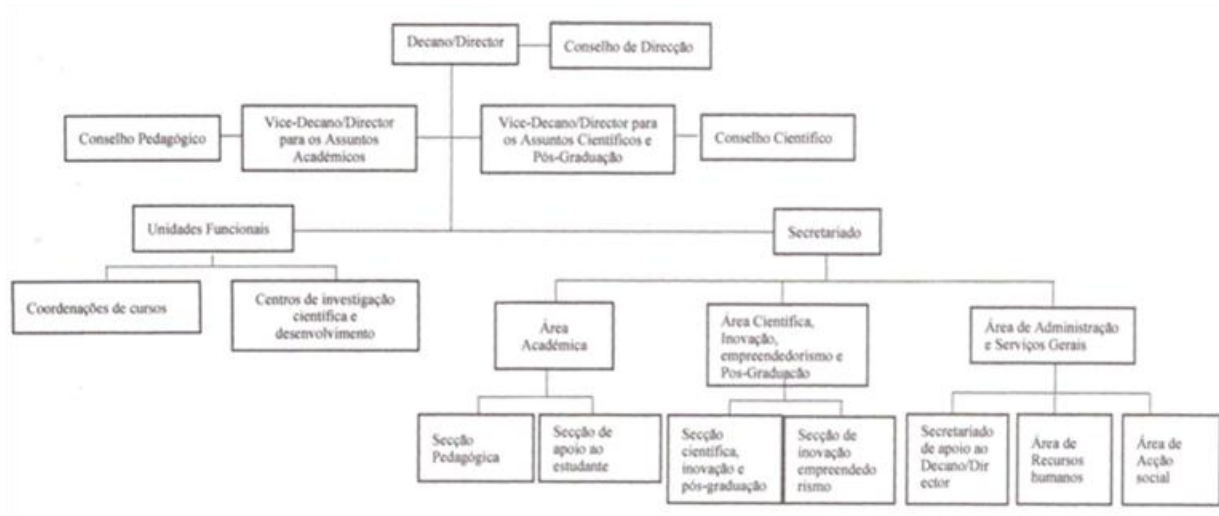 Decano/Director
Conselho de Direcção
Conselho Pedagógico
Vice-Decano/Director
para os Assuntos
Académicos
Vice-Decano/Director para
os Assuntos Científicos e
Pós-Graduação
Conselho Científico
Unidades Funcionais
Secretariado
Coordenações de cursos
Centros de investigação
científica e
desenvolvimento
Área
Académica
Área Científica,
Inovação,
empreendedorismo e
Pos-Graduação
Área de Administração
e Serviços Gerais
Secção
Pedagógica
Secção de
apoio ao
estudante
Secção
científica,
inovação e
pós-graduação
Secção de
inovação
empreendedo
rismo
Secretariado
de apoio ao
Decano/Dir
ector
Área de
Recursos
humanos
Área de
Acção
social